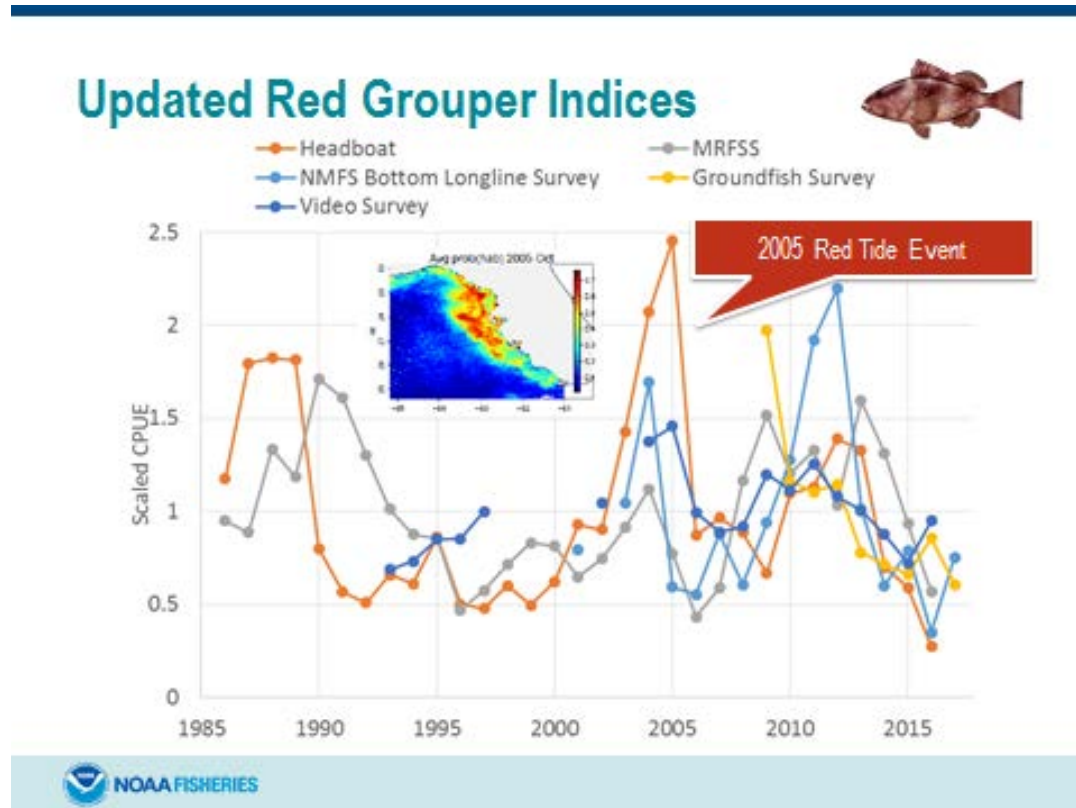 Updated Red Grouper Indices
Headboat
MRFSS
NMFS Bottom Longline Survey
Groundfish Survey
Video Survey
2005 Red Tide Event
2.5
2
1.5
1
0.5
0
Scaled CPUE
1985 1990 1995 2000 2005 2010 2015
NOAA FISHERIES